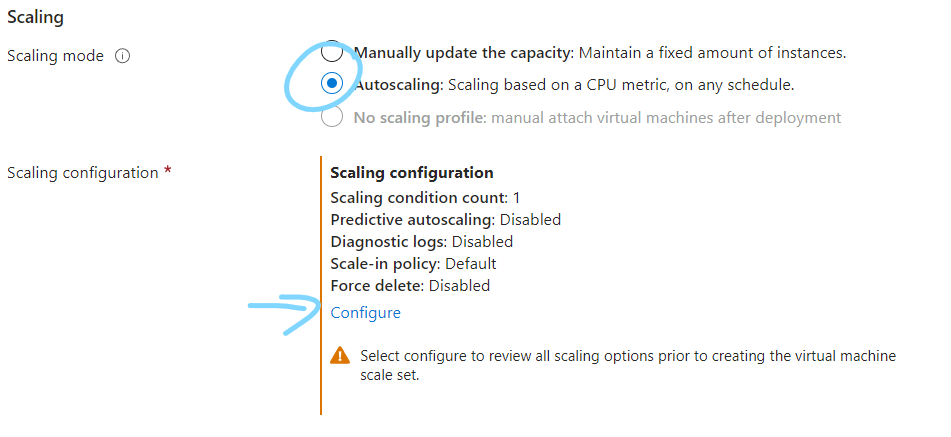 Scaling
Scaling mode
Manually update the capacity: Maintain a fixed amount of instances.
Autoscaling: Scaling based on a CPU metric, on any schedule.
No scaling profile: manual attach virtual machines after deployment
Scaling configuration *
Scaling configuration
Scaling condition count: 1
Predictive autoscaling: Disabled
Diagnostic logs: Disabled
Scale-in policy: Default
Force delete: Disabled
Configure
Select configure to review all scaling options prior to creating the virtual machine
scale set.